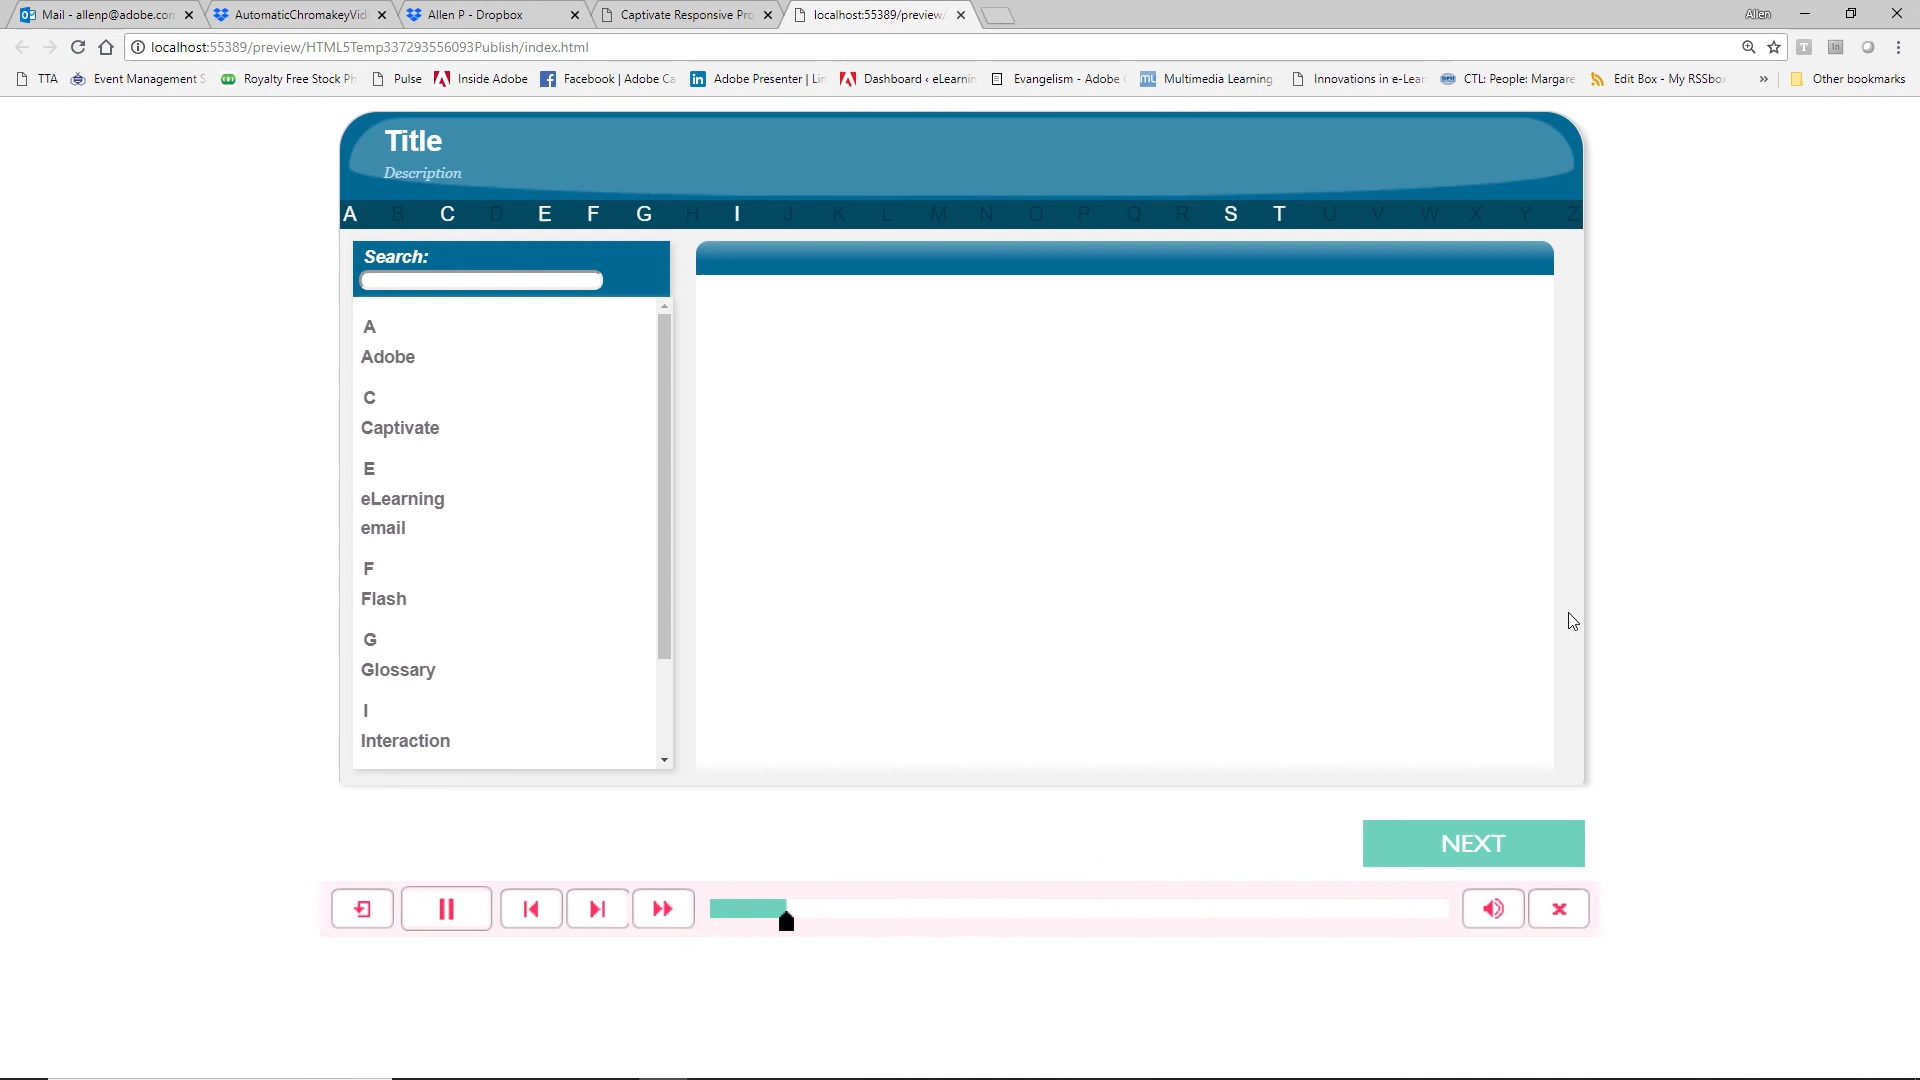 Mail - allenp@adobe.com
AutomaticChromakeyVid
Allen P - Dropbox
Captivate Responsive Pro
localhost:55389/preview/
Allen
localhost:55389/preview/HTML5Temp337293556093Publish/index.html
TTA
Event Management S
Royalty Free Stock Ph
Pulse
Inside Adobe
Facebook | Adobe Ca
Adobe Presenter | Lin
Dashboard ‹ eLearnin
Evangelism - Adobe
Multimedia Learning
Innovations in e-Lear
CTL: People: Margare
Edit Box - My RSSbox
»
Other bookmarks
Title
Description
A B C D E F G H I J K L M N O P Q R S T U V W X Y Z
Search:
A
Adobe
C
Captivate
E
eLearning
email
F
Flash
G
Glossary
I
Interaction
NEXT